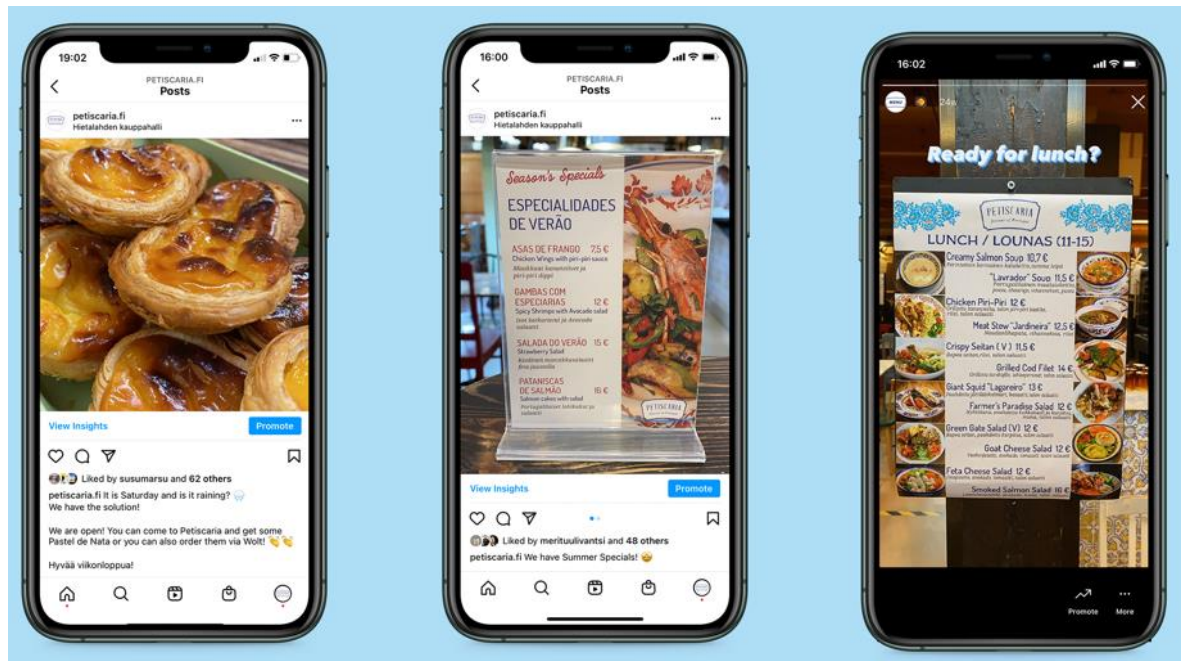 19:02
PETISCARIA.FI
Posts
petiscaria.fi
Hietalahden kauppahalli
View Insights
Promote
Liked by susumarsu and 62 others
petiscaria.fi It is Saturday and is it raining? 🌧️
We have the solution!
We are open! You can come to Petiscaria and get some
Pastel de Nata or you can also order them via Wolt! 👏👏
Hyvää viikonloppua!
16:00
PETISCARIA.FI
Posts
petiscaria.fi
Hietalahden kauppahalli
Season's Specials
ESPECIALIDADES
DE VERÃO
ASAS DE FRANGO 7.5 €
Chicken Wings with piri-piri sauce
piri-piri dippi
GAMBAS COM
ESPECIARIAS 12 €
Spicy Shrimps with Avocado salad
SALADA DO VERÃO 15 €
Strawberry Salad
PATANISCAS
DE SALMÃO 16 €
Salmon cakes with salad
PETISCARIA
View Insights
Promote
Liked by merituulivantsi and 48 others
petiscaria.fi We have Summer Specials! 🤩
16:02
MENU
24s
Ready for lunch?
PETISCARIA
LUNCH / LOUNAS (11-15)
Creamy Salmon Soup 10,7 €
"Lavrador" Soup 11,5 €
Chicken Piri-Piri 12 €
Meat Stew "Jardineira" 12,5 €
Crispy Seitan ( V ) 11,5 €
Grilled Cod Filet 14 €
Giant Squid "Lagareiro" 13 €
Farmer's Paradise Salad 12 €
Green Gate Salad (V) 12 €
Goat Cheese Salad 12 €
Feta Cheese Salad 12 €
Smoked Salmon Salad 16 €
Promote
More